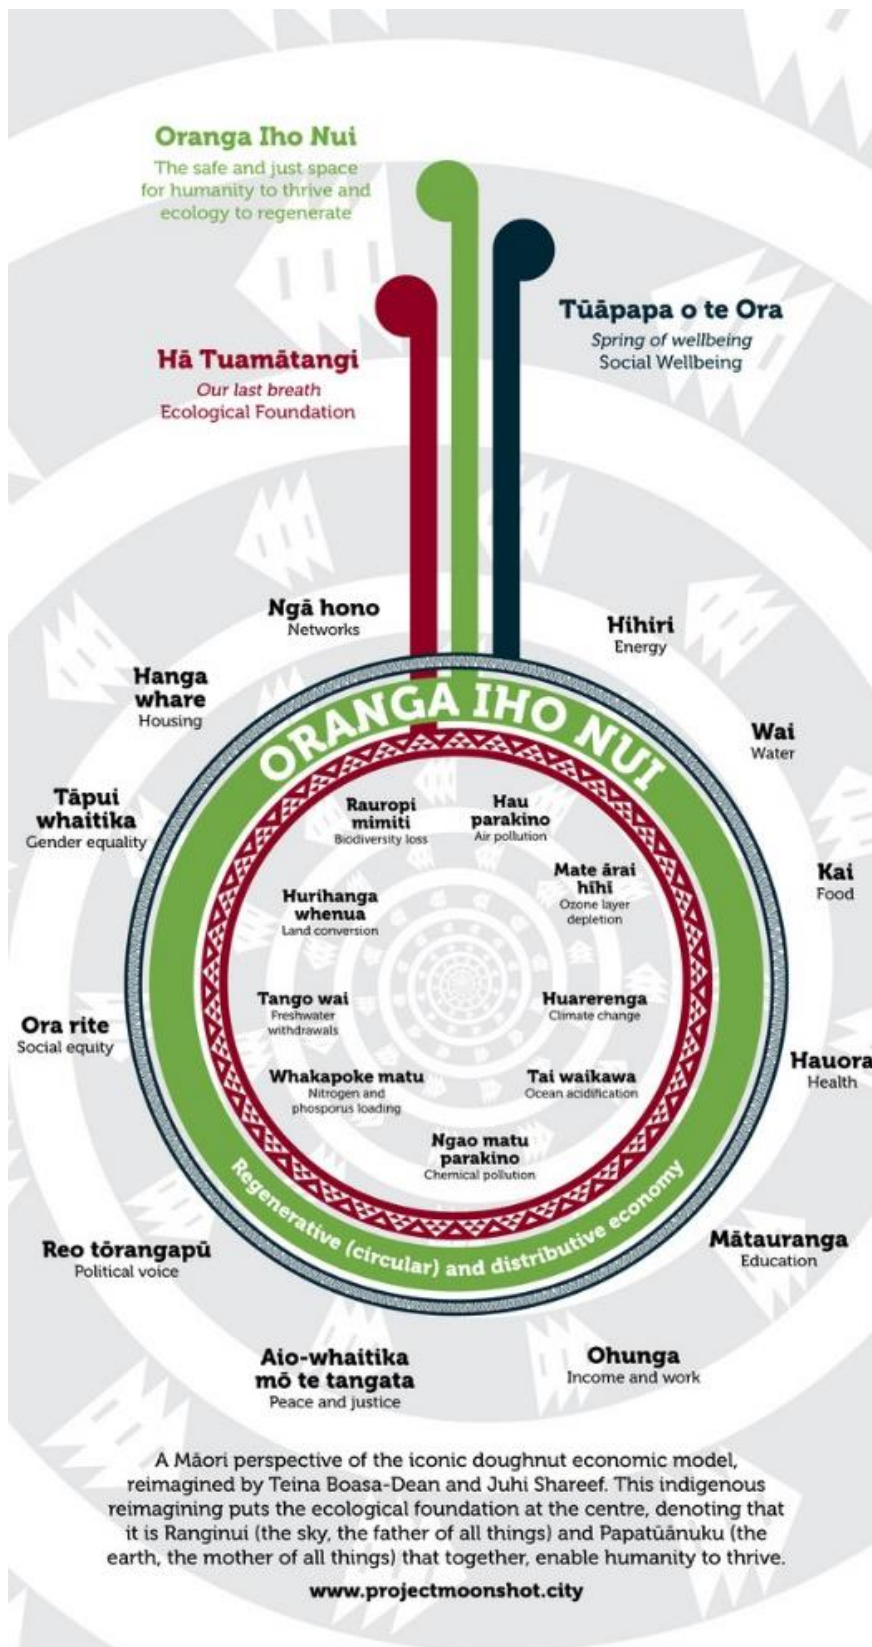 Oranga Iho Nui
The safe and just space
for humanity to thrive and
ecology to regenerate
Tūāpapa o te Ora
Spring of wellbeing
Social Wellbeing
Hā Tuamātangi
Our last breath
Ecological Foundation
Ngā hono
Networks
Hihiri
Energy
Hanga
whare
Housing
Wai
Water
Tāpui
whaitika
Gender equality
Kai
Food
Ora rite
Social equity
Hauora
Health
Reo tōrangapū
Political voice
Mātauranga
Education
Aio-whaitika
mō te tangata
Peace and justice
Ohunga
Income and work
ORANGA IHO NUI
Rauropi
mimiti
Biodiversity loss
Hau
parakino
Air pollution
Mate ārai
hīhī
Ozone layer
depletion
Hurihanga
whenua
Land conversion
Tango wai
Freshwater
withdrawals
Huarerenga
Climate change
Whakapoke matu
Nitrogen and
phosporus loading
Tai waikawa
Ocean acidification
Ngao matu
parakino
Chemical pollution
Regenerative (circular) and distributive economy
A Māori perspective of the iconic doughnut economic model,
reimagined by Teina Boasa-Dean and Juhi Shareef. This indigenous
reimagining puts the ecological foundation at the centre, denoting that
it is Ranginui (the sky, the father of all things) and Papatūānuku (the
earth, the mother of all things) that together, enable humanity to thrive.
www.projectmoonshot.city